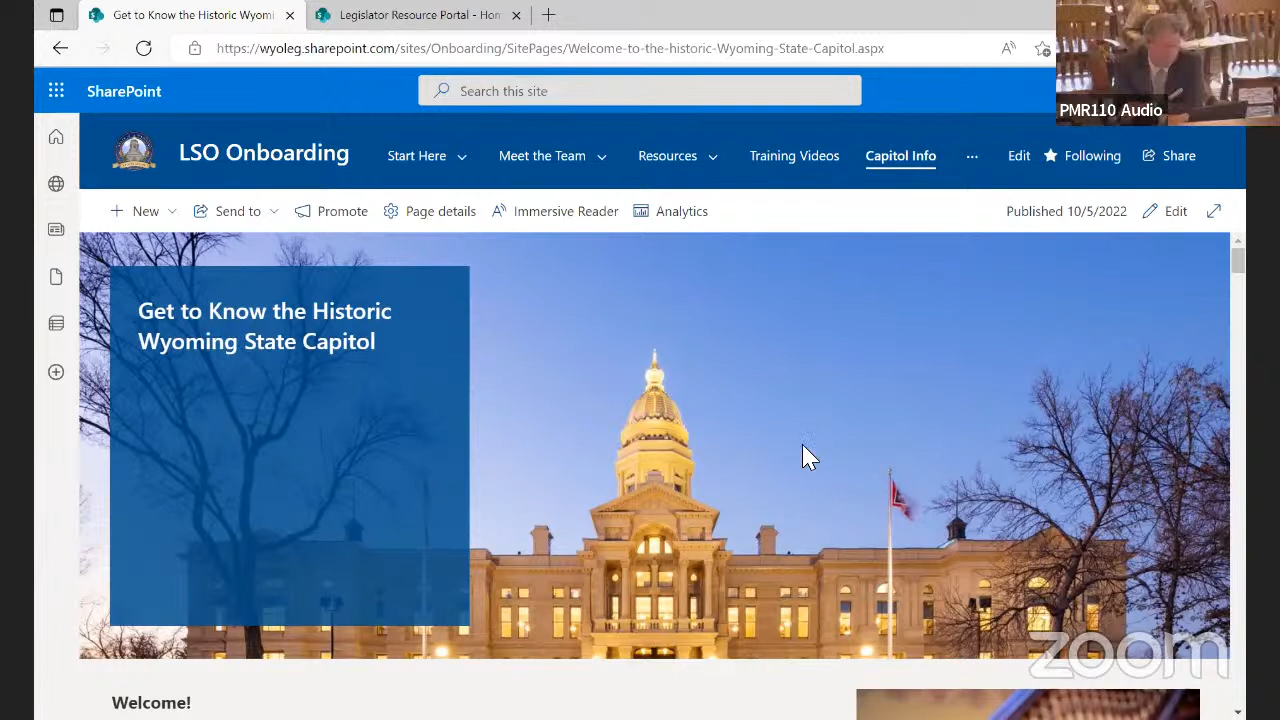 Get to Know the Historic Wyomi
Legislator Resource Portal - Hon
https://wyoleg.sharepoint.com/sites/Onboarding/SitePages/Welcome-to-the-historic-Wyoming-State-Capitol.aspx
PMR110 Audio
SharePoint
Search this site
LSO Onboarding
Start Here
Meet the Team
Resources
Training Videos
Capitol Info
...
Edit
Following
Share
New
Send to
Promote
Page details
Immersive Reader
Analytics
Published 10/5/2022
Edit
Get to Know the Historic
Wyoming State Capitol
zoom
Welcome!